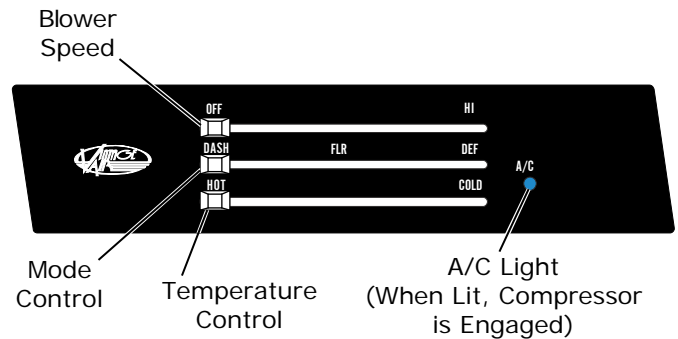 Blower
Speed
OFF HI
DASH FLR DEF
A/C
HOT COLD
Mode
Control
Temperature
Control
A/C Light
(When Lit, Compressor
is Engaged)